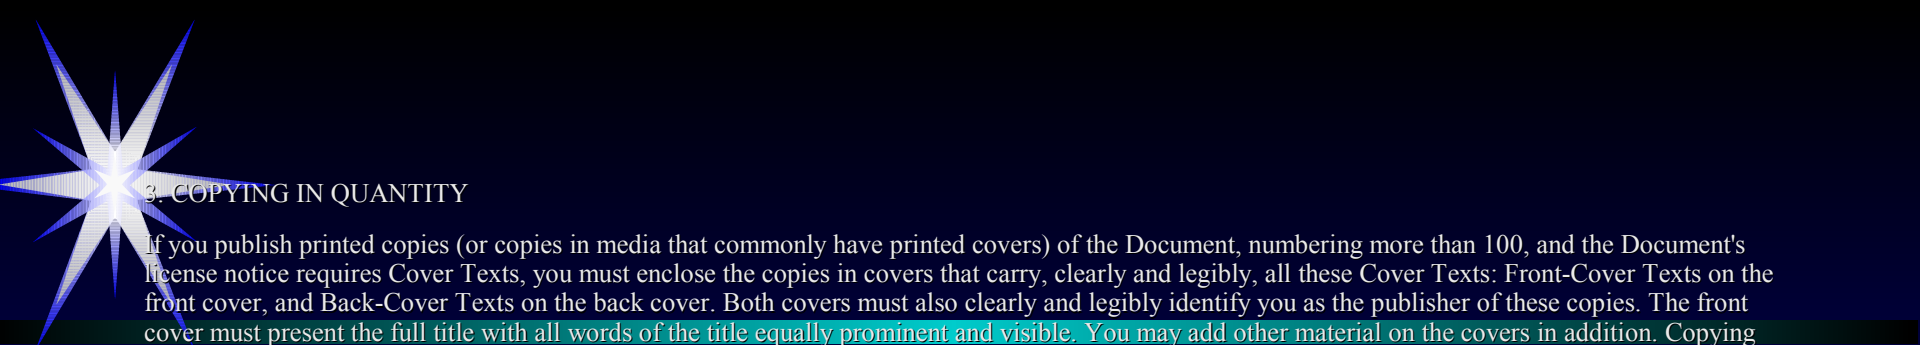 3. COPYING IN QUANTITY
If you publish printed copies (or copies in media that commonly have printed covers) of the Document, numbering more than 100, and the Document's
license notice requires Cover Texts, you must enclose the copies in covers that carry, clearly and legibly, all these Cover Texts: Front-Cover Texts on the
front cover, and Back-Cover Texts on the back cover. Both covers must also clearly and legibly identify you as the publisher of these copies. The front
cover must present the full title with all words of the title equally prominent and visible. You may add other material on the covers in addition. Copying